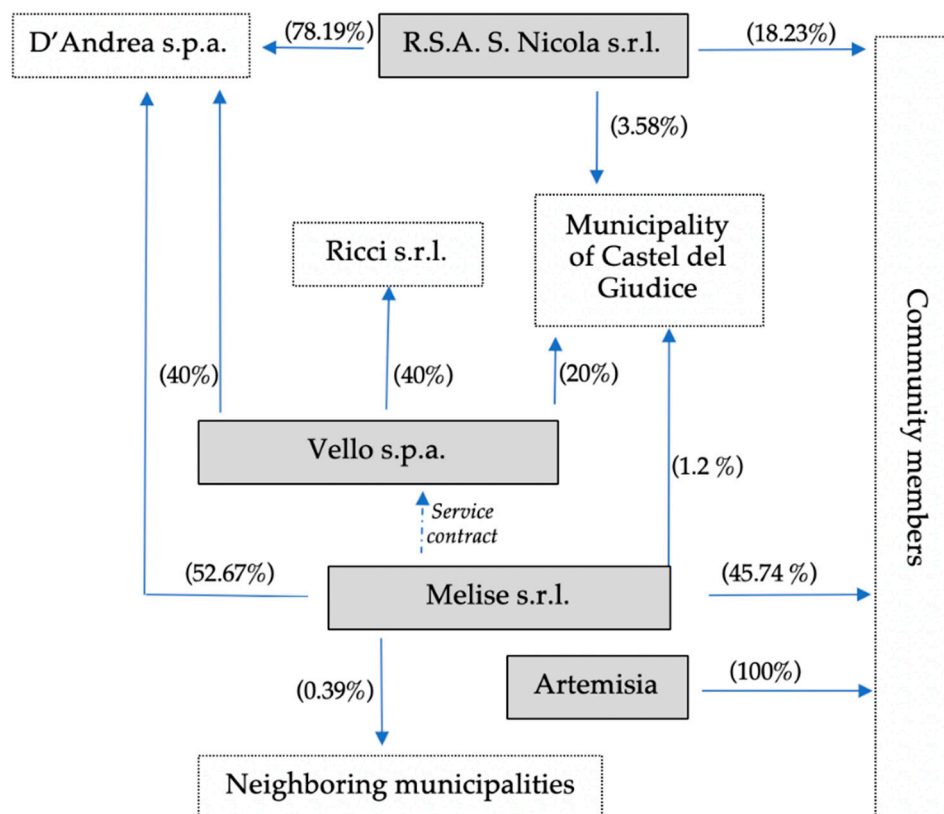 D’Andrea s.p.a.
(78.19%)
R.S.A. S. Nicola s.r.l.
(18.23%)
(3.58%)
Municipality
of Castel del
Giudice
Ricci s.r.l.
Community members
(40%)
(40%)
(20%)
Vello s.p.a.
(1.2 %)
Service
contract
(52.67%)
Melise s.r.l.
(45.74 %)
(0.39%)
Artemisia
(100%)
Neighboring municipalities